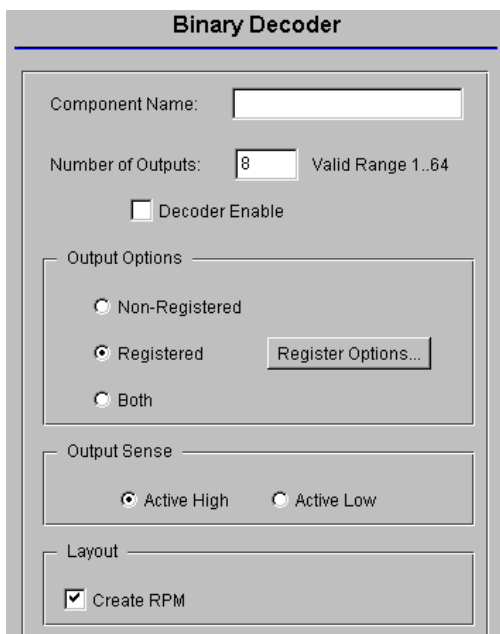 Binary Decoder
Component Name:
Number of Outputs: 8 Valid Range 1..64
Decoder Enable
Output Options
Non-Registered
Registered Register Options...
Both
Output Sense
Active High Active Low
Layout
Create RPM